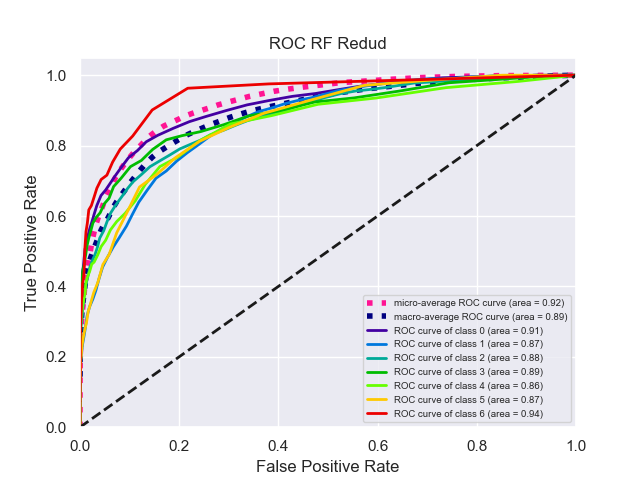 ROC RF Redud
True Positive Rate
1.0
0.8
0.6
0.4
0.2
0.0
micro-average ROC curve (area = 0.92)
macro-average ROC curve (area = 0.89)
ROC curve of class 0 (area = 0.91)
ROC curve of class 1 (area = 0.87)
ROC curve of class 2 (area = 0.88)
ROC curve of class 3 (area = 0.89)
ROC curve of class 4 (area = 0.86)
ROC curve of class 5 (area = 0.87)
ROC curve of class 6 (area = 0.94)
0.0 0.2 0.4 0.6 0.8 1.0
False Positive Rate